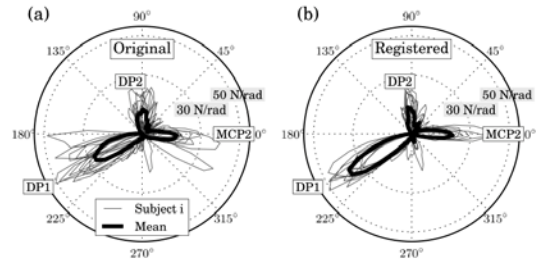 (a)
90°
Original
135°
45°
DP2
50 N/rad
30 N/rad
180°
MCP2
0°
DP1
225°
315°
270°
Subject i
Mean
(b)
90°
Registered
135°
45°
DP2
50 N/rad
30 N/rad
180°
MCP2
0°
DP1
225°
315°
270°